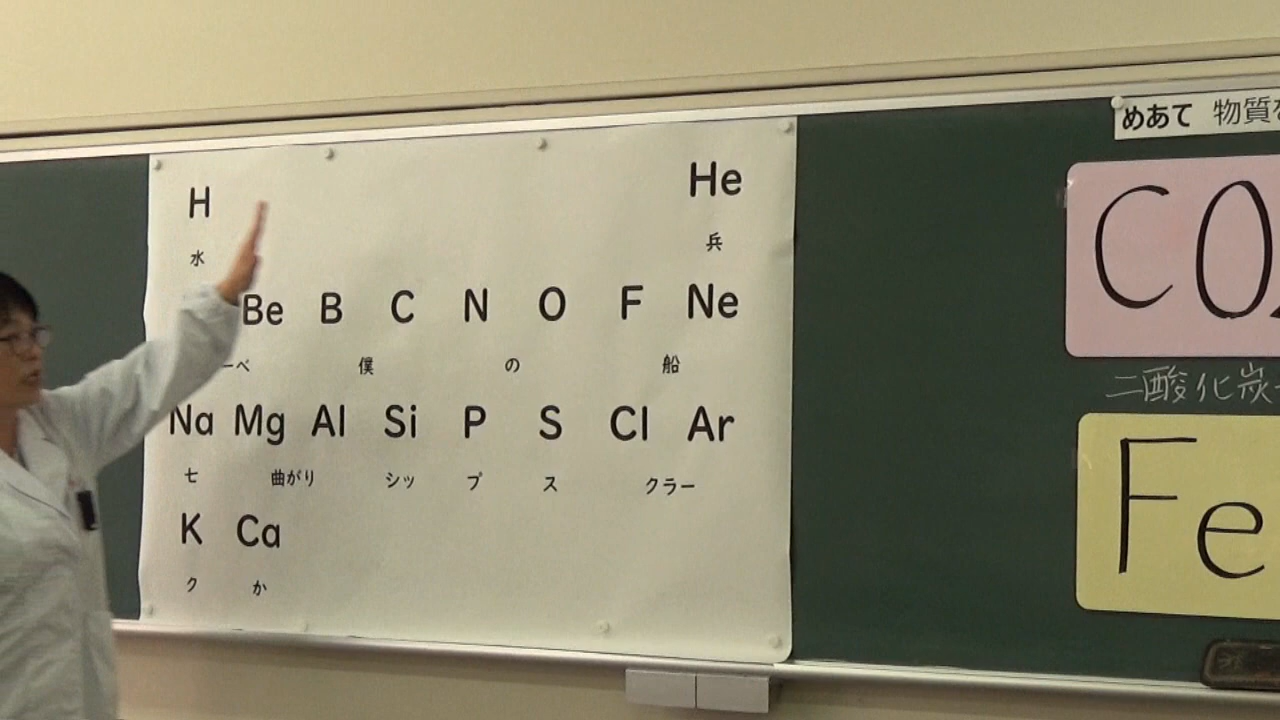 H He
水 兵
Be B C N O F Ne
ーベ 僕 の 船
Na Mg Al Si P S Cl Ar
七 曲がり シッ プ ス クラー
K Ca
ク か
めあて 物質
CO
二酸化炭
Fe